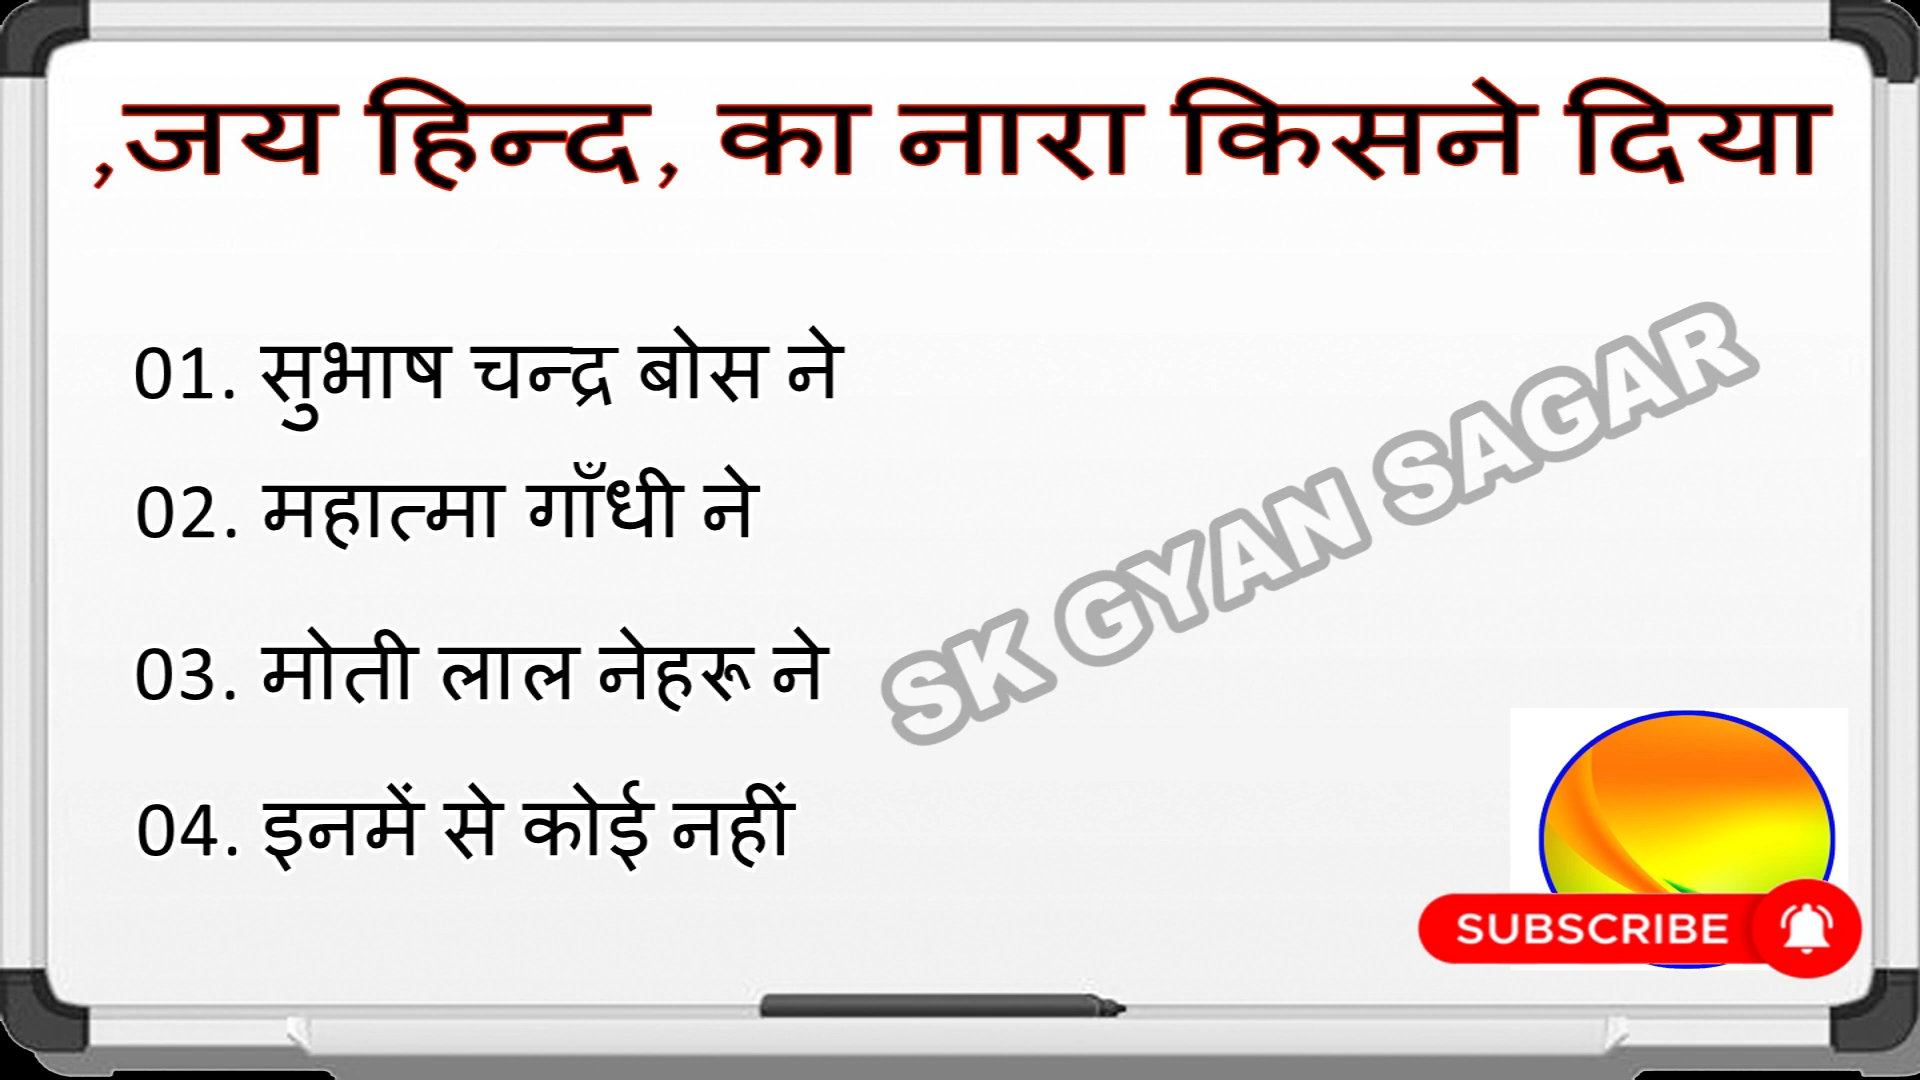 ,जय हिन्द, का नारा किसने दिया
01. सुभाष चन्द्र बोस ने
02. महात्मा गाँधी ने
03. मोती लाल नेहरू ने
04. इनमें से कोई नहीं
SK GYAN SAGAR
SUBSCRIBE